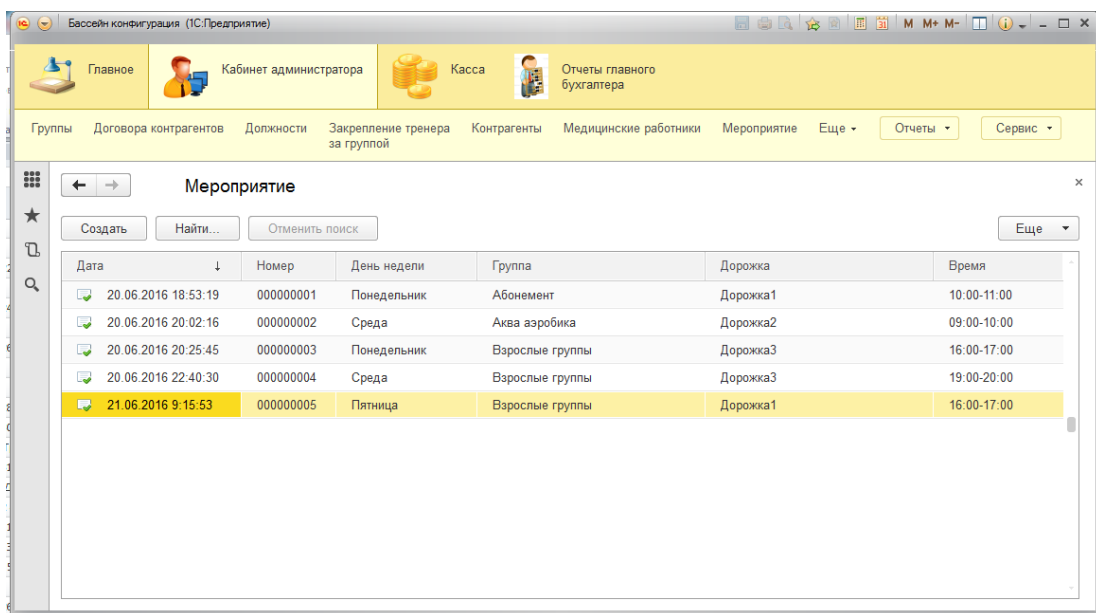 Бассейн конфигурация (1С:Предприятие)
M M+ M-
Главное
Кабинет администратора
Касса
Отчеты главного
бухгалтера
Группы Договора контрагентов Должности Закрепление тренера
за группой
Контрагенты Медицинские работники Мероприятие Еще Отчеты Сервис
Мероприятие
Создать Найти... Отменить поиск Еще
Дата Номер День недели Группа Дорожка Время
20.06.2016 18:53:19 000000001 Понедельник Абонемент Дорожка1 10:00-11:00
20.06.2016 20:02:16 000000002 Среда Аква аэробика Дорожка2 09:00-10:00
20.06.2016 20:25:45 000000003 Понедельник Взрослые группы Дорожка3 16:00-17:00
20.06.2016 22:40:30 000000004 Среда Взрослые группы Дорожка3 19:00-20:00
21.06.2016 9:15:53 000000005 Пятница Взрослые группы Дорожка1 16:00-17:00